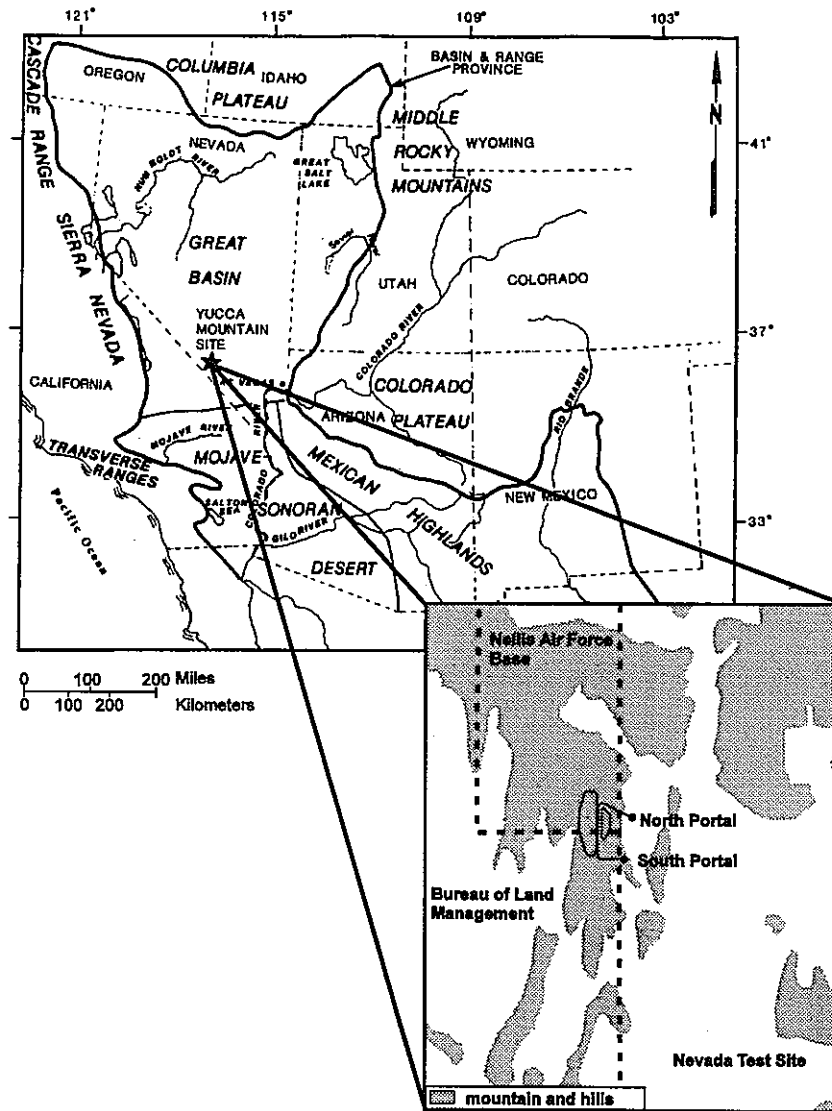 121°
115°
109°
103°
CASCADE RANGE
OREGON
COLUMBIA
IDAHO
PLATEAU
BASIN & RANGE
PROVINCE
N
MIDDLE
ROCKY
MOUNTAINS
WYOMING
41°
NEVADA
RIVER
GREAT
SALT
LAKE
SIERRA NEVADA
GREAT
BASIN
UTAH
COLORADO
COLORADO RIVER
37°
YUCCA
MOUNTAIN
SITE
CALIFORNIA
COLORADO
PLATEAU
ARIZONA
RIO GRANDE
MOJAVE RIVER
MOJAVE-
COLORADO
RIVER
TRANSVERSE
RANGES
MEXICAN
HIGHLANDS
NEW MEXICO
SALTON
SEA
SONORAN
GILO RIVER
33°
Pacific Ocean
DESERT
0 100 200 Miles
0 100 200 Kilometers
Nellis Air Force
Base
North Portal
South Portal
Bureau of Land
Management
Nevada Test Site
mountain and hills